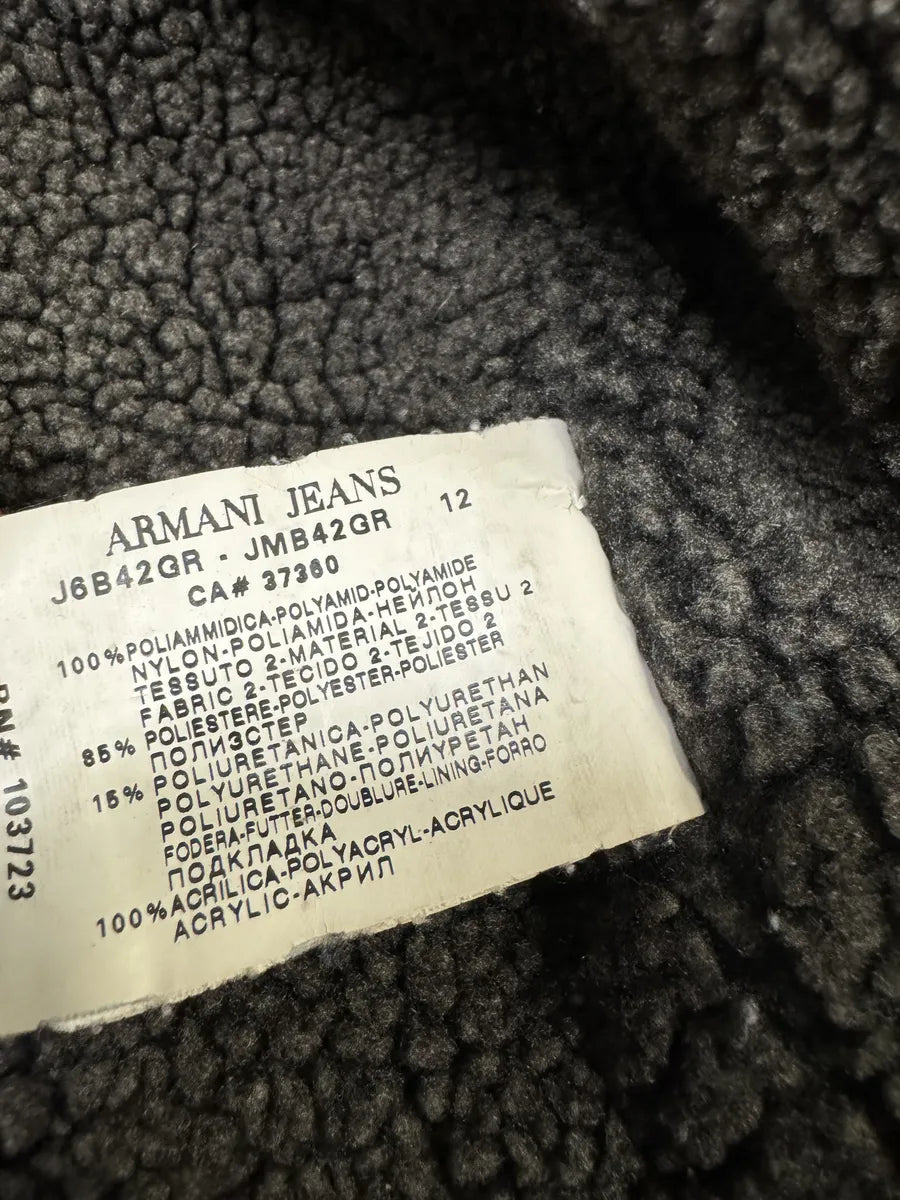 ARMANI JEANS 12
J6B42GR - JMB42GR
CA# 37360
100% POLIAMMIDICA-POLYAMID-POLYAMIDE
NYLON-POLIAMIDA-НЕЙЛОН
TESSUTO 2-MATERIAL 2-TESSU 2
FABRIC 2-TECIDO 2-TEJIDO 2
85% POLIESTERE-POLYESTER-POLIESTER
ПОЛИЭСТЕР
15% POLIURETANICA-POLYURETHAN
POLYURETHANE-POLIURETANA
POLIURETANO-ПОЛИУРЕТАН
FODERA-FUTTER-DOUBLURE-LINING-FORRO
ПОДКЛАДКА
100% ACRILICA-POLYACRYL-ACRYLIQUE
ACRYLIC-АКРИЛ
RN# 103723